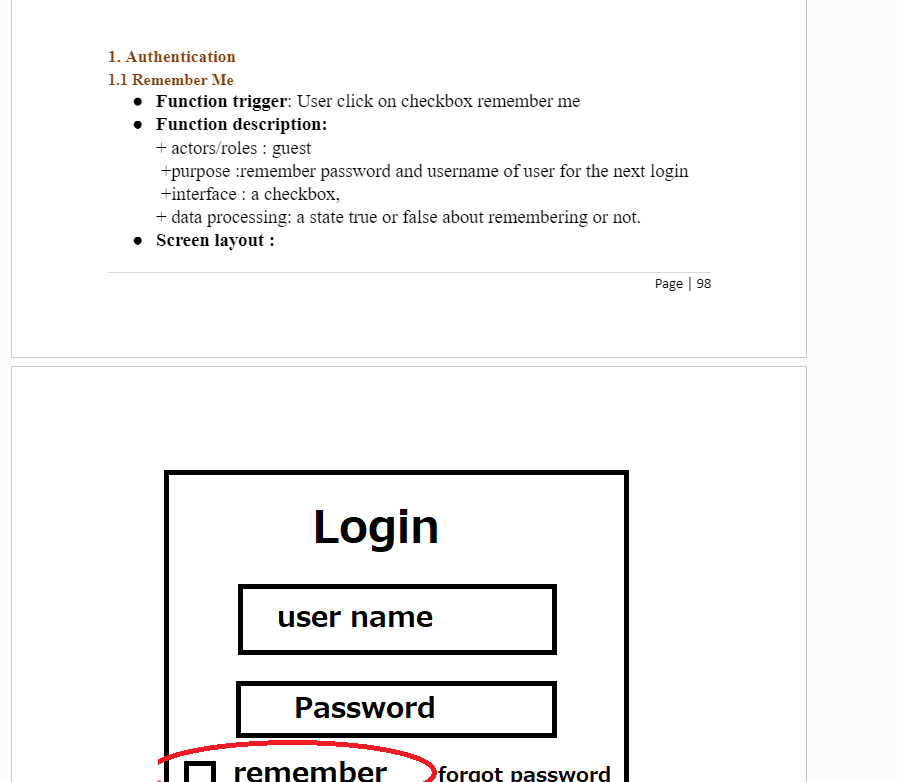 1. Authentication
1.1 Remember Me
● Function trigger: User click on checkbox remember me
● Function description:
+ actors/roles : guest
+purpose :remember password and username of user for the next login
+interface : a checkbox,
+ data processing: a state true or false about remembering or not.
● Screen layout :
Page | 98
Login
user name
Password
remember forgot password